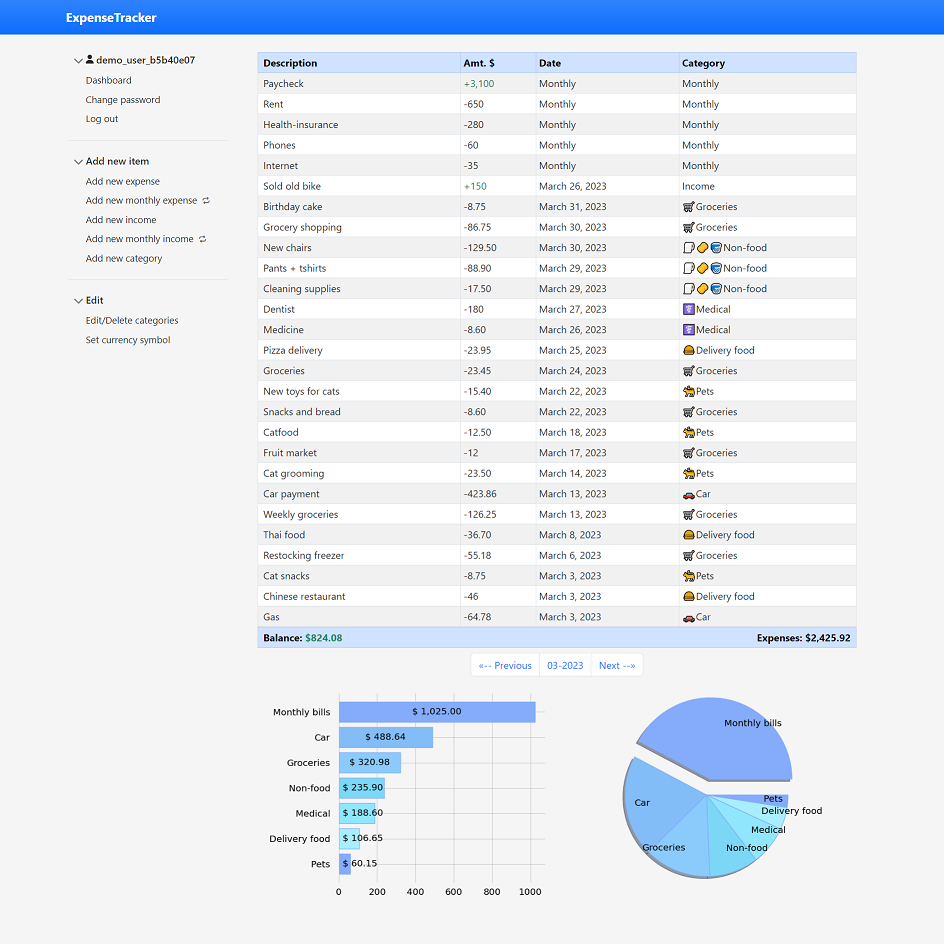 ExpenseTracker
demo_user_b5b40e07
Dashboard
Change password
Log out
Add new item
Add new expense
Add new monthly expense
Add new income
Add new monthly income
Add new category
Edit
Edit/Delete categories
Set currency symbol
Description Amt. $ Date Category
Paycheck +3,100 Monthly Monthly
Rent -650 Monthly Monthly
Health-insurance -280 Monthly Monthly
Phones -60 Monthly Monthly
Internet -35 Monthly Monthly
Sold old bike +150 March 26, 2023 Income
Birthday cake -8.75 March 31, 2023 Groceries
Grocery shopping -86.75 March 30, 2023 Groceries
New chairs -129.50 March 30, 2023 Non-food
Pants + tshirts -88.90 March 29, 2023 Non-food
Cleaning supplies -17.50 March 29, 2023 Non-food
Dentist -180 March 27, 2023 Medical
Medicine -8.60 March 26, 2023 Medical
Pizza delivery -23.95 March 25, 2023 Delivery food
Groceries -23.45 March 24, 2023 Groceries
New toys for cats -15.40 March 22, 2023 Pets
Snacks and bread -8.60 March 22, 2023 Groceries
Catfood -12.50 March 18, 2023 Pets
Fruit market -12 March 17, 2023 Groceries
Cat grooming -23.50 March 14, 2023 Pets
Car payment -423.86 March 13, 2023 Car
Weekly groceries -126.25 March 13, 2023 Groceries
Thai food -36.70 March 8, 2023 Delivery food
Restocking freezer -55.18 March 6, 2023 Groceries
Cat snacks -8.75 March 3, 2023 Pets
Chinese restaurant -46 March 3, 2023 Delivery food
Gas -64.78 March 3, 2023 Car
Balance: $824.08 Expenses: $2,425.92
«-- Previous 03-2023 Next --»
Monthly bills $ 1,025.00
Car $ 488.64
Groceries $ 320.98
Non-food $ 235.90
Medical $ 188.60
Delivery food $ 106.65
Pets $ 60.15
0 200 400 600 800 1000
Monthly bills
Pets
Car
Delivery food
Medical
Groceries
Non-food